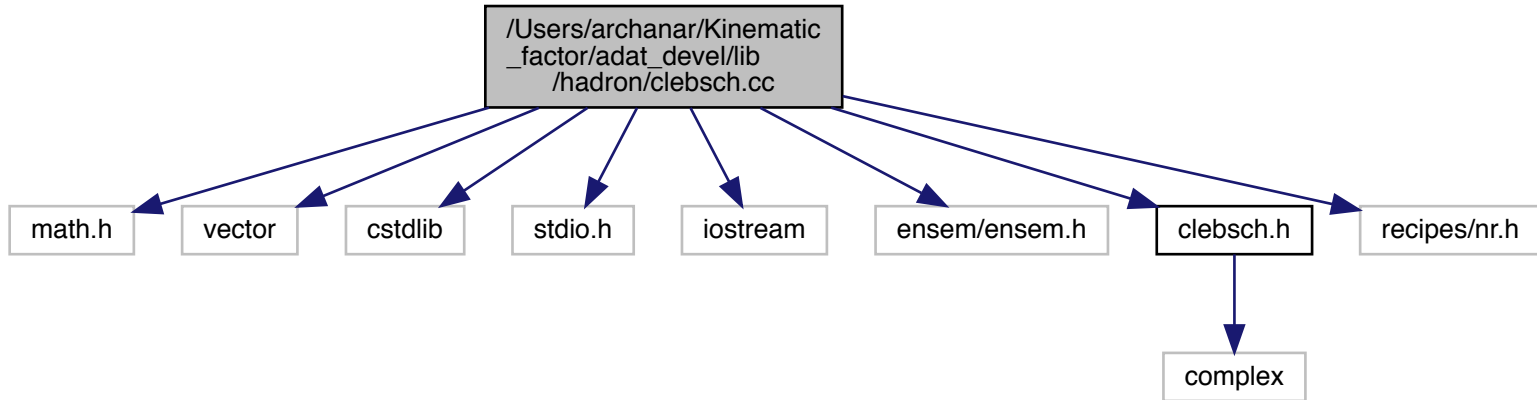 /Users/archanar/Kinematic
_factor/adat_devel/lib
/hadron/clebsch.cc
math.h
vector
cstdlib
stdio.h
iostream
ensem/ensem.h
clebsch.h
recipes/nr.h
complex